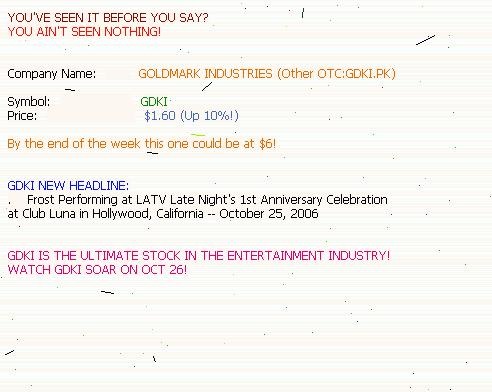 YOU'VE SEEN IT BEFORE YOU SAY?
YOU AIN'T SEEN NOTHING!
Company Name: GOLDMARK INDUSTRIES (Other OTC:GDKI.PK)
Symbol: GDKI
Price: $1.60 (Up 10%!)
By the end of the week this one could be at $6!
GDKI NEW HEADLINE:
. Frost Performing at LATV Late Night's 1st Anniversary Celebration
at Club Luna in Hollywood, California -- October 25, 2006
GDKI IS THE ULTIMATE STOCK IN THE ENTERTAINMENT INDUSTRY!
WATCH GDKI SOAR ON OCT 26!